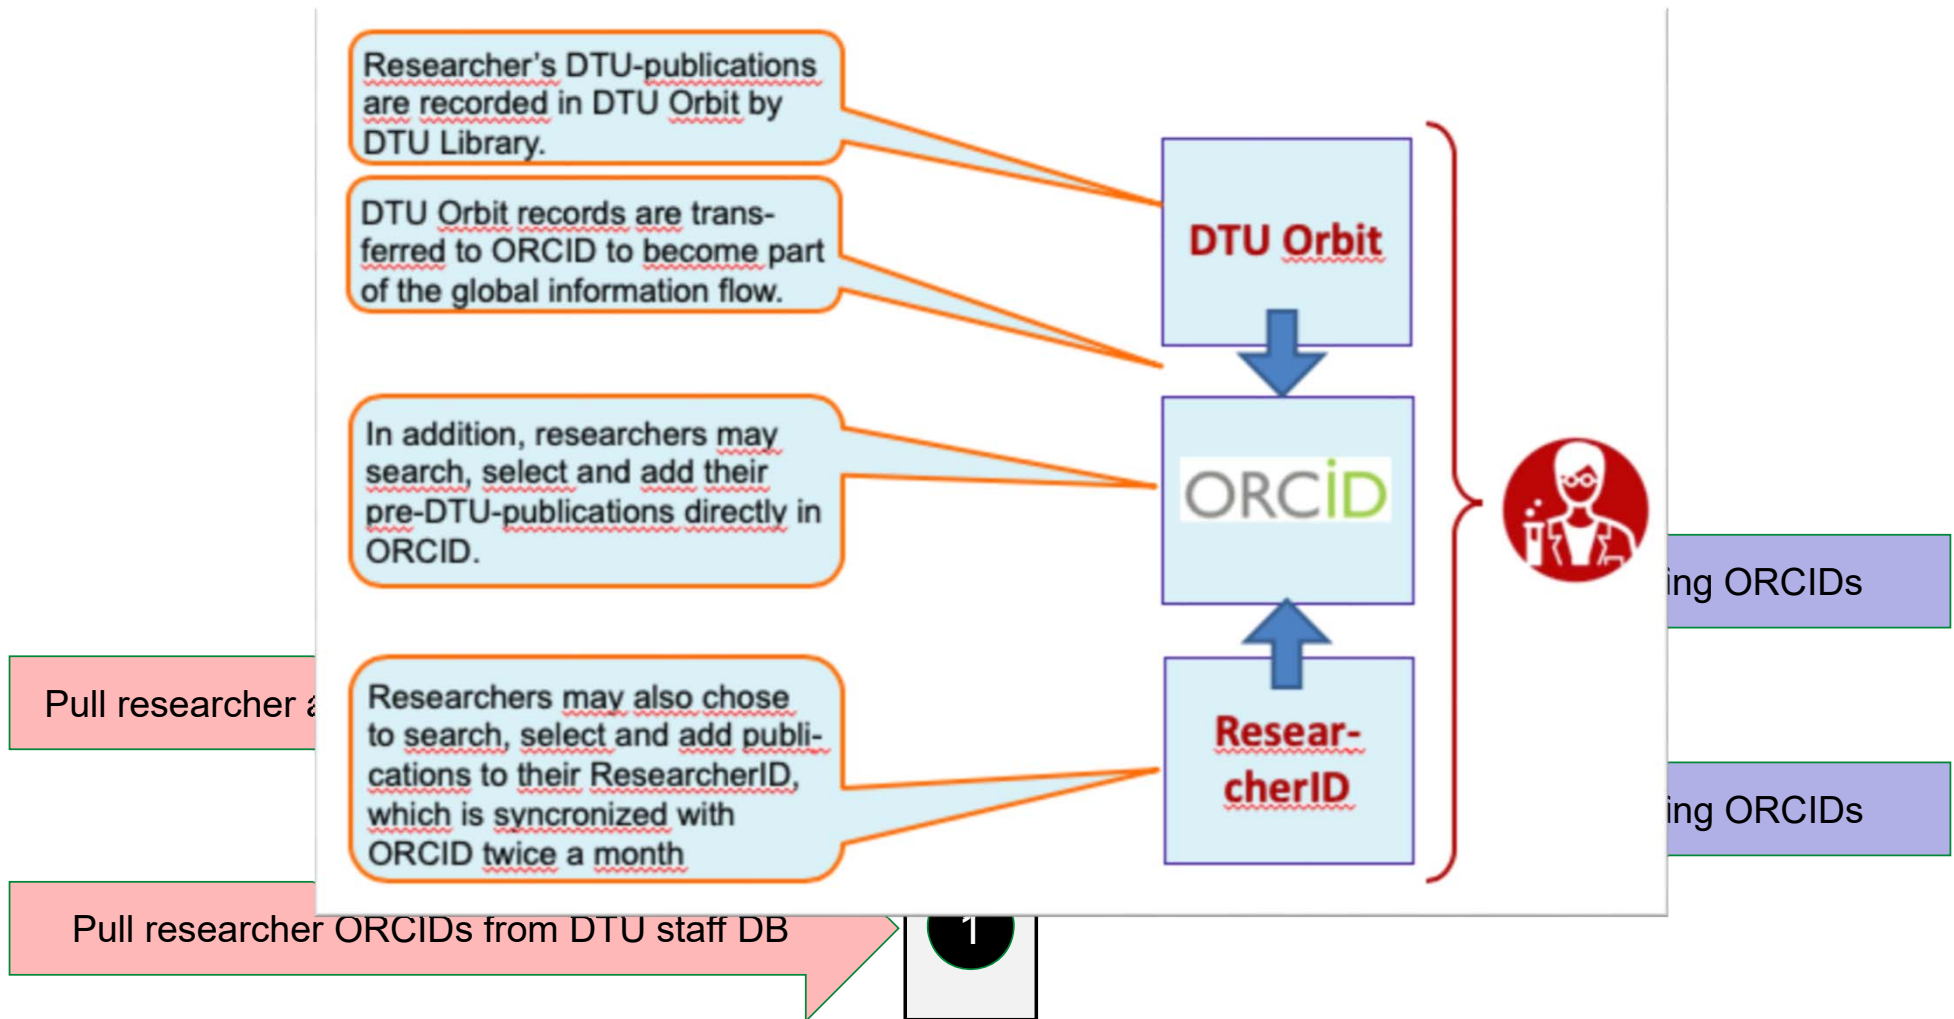 Researcher's DTU-publications
are recorded in DTU Orbit by
DTU Library.
DTU Orbit records are trans-
ferred to ORCID to become part
of the global information flow.
In addition, researchers may
search, select and add their
pre-DTU-publications directly in
ORCID.
Researchers may also chose
to search, select and add publi-
cations to their ResearcherID,
which is syncronized with
ORCID twice a month
DTU Orbit
ORCID
Resear-
cherID
ing ORCIDs
ing ORCIDs
Pull researcher
Pull researcher ORCIDs from DTU staff DB
1